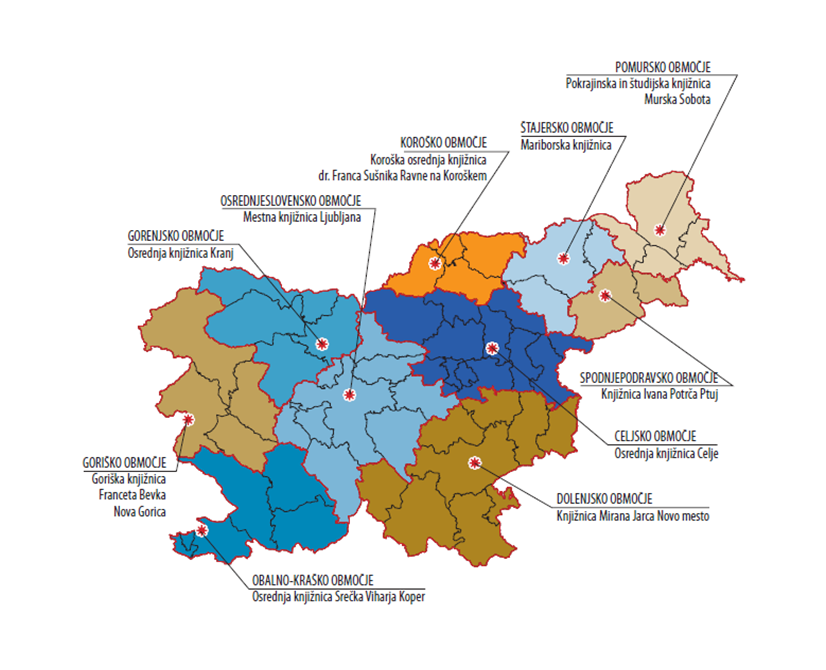 POMURSKO OBMOČJE
Pokrajinska in študijska knjižnica
Murska Sobota
ŠTAJERSKO OBMOČJE
Mariborska knjižnica
KOROŠKO OBMOČJE
Koroška osrednja knjižnica
dr. Franca Sušnika Ravne na Koroškem
OSREDNJESLOVENSKO OBMOČJE
Mestna knjižnica Ljubljana
GORENJSKO OBMOČJE
Osrednja knjižnica Kranj
SPODNJEPODRAVSKO OBMOČJE
Knjižnica Ivana Potrča Ptuj
CELJSKO OBMOČJE
Osrednja knjižnica Celje
GORIŠKO OBMOČJE
Goriška knjižnica
Franceta Bevka
Nova Gorica
DOLENJSKO OBMOČJE
Knjižnica Mirana Jarca Novo mesto
OBALNO-KRAŠKO OBMOČJE
Osrednja knjižnica Srečka Viharja Koper